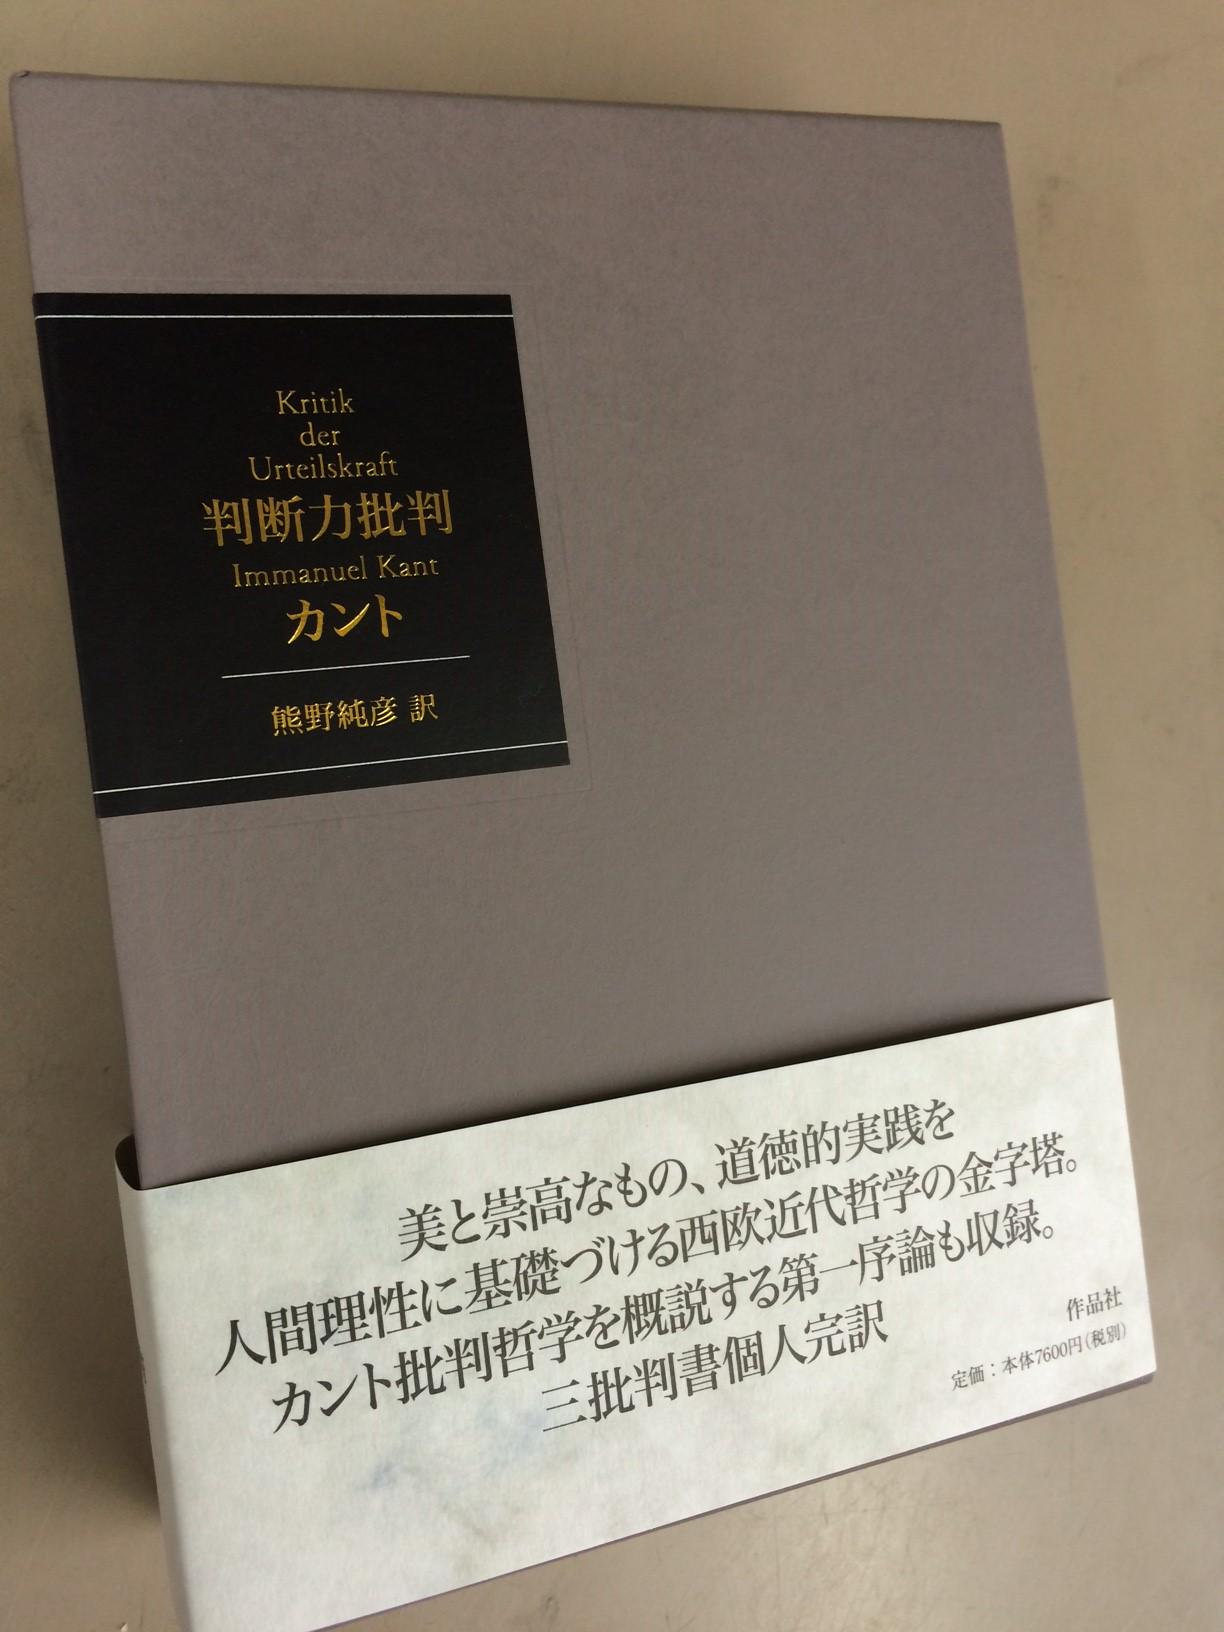 Kritik
der
Urteilskraft
判断力批判
Immanuel Kant
カント
熊野純彦 訳
美と崇高なもの、道徳的実践を
人間理性に基礎づける西欧近代哲学の金字塔。
カント批判哲学を概説する第一序論も収録。
三批判書個人完訳
作品社
定価：本体7600円（税別）